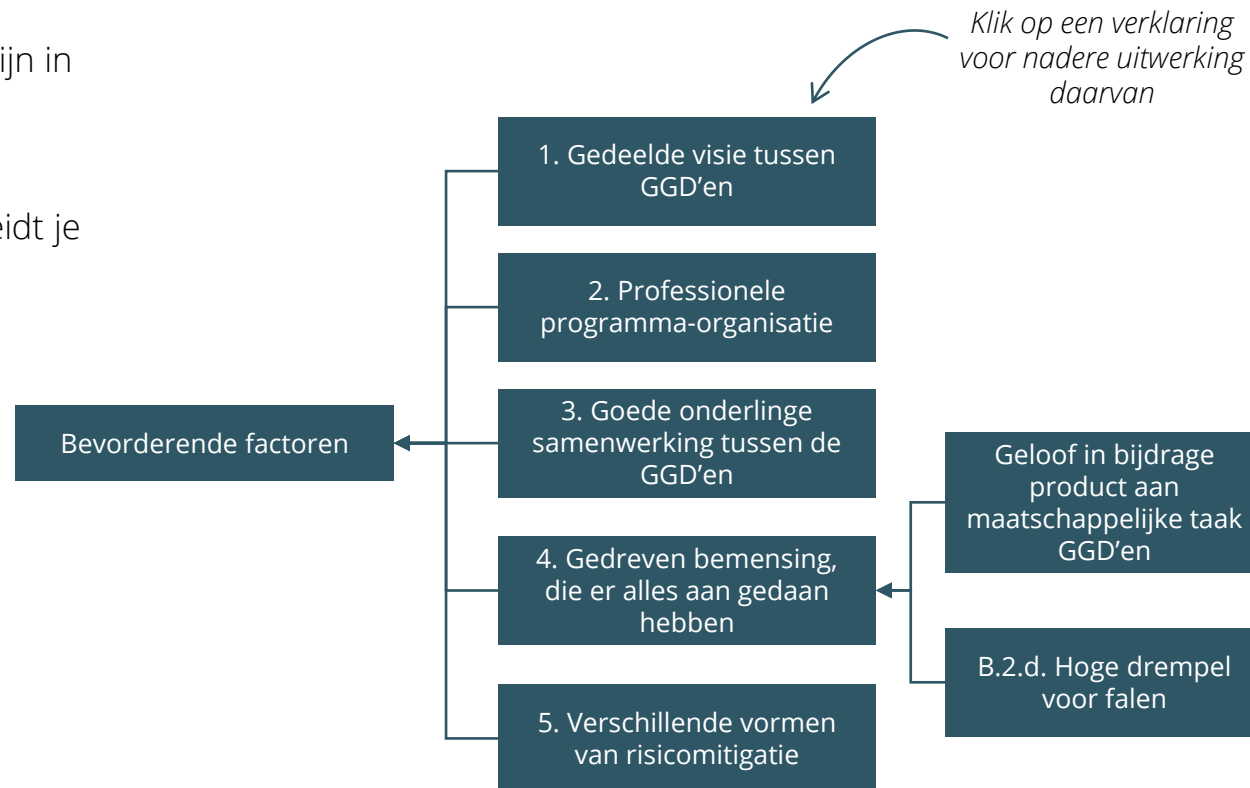 ijn in
eidt je
Klik op een verklaring
voor nadere uitwerking
daarvan
1. Gedeelde visie tussen
GGD’en
2. Professionele
programma-organisatie
Bevorderende factoren
3. Goede onderlinge
samenwerking tussen de
GGD’en
4. Gedreven bemensing,
die er alles aan gedaan
hebben
5. Verschillende vormen
van risicomitigatie
Geloof in bijdrage
product aan
maatschappelijke taak
GGD’en
B.2.d. Hoge drempel
voor falen